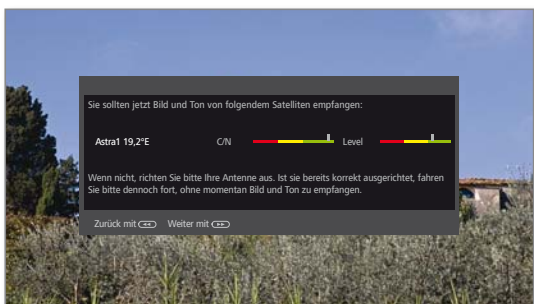 Sie sollten jetzt Bild und Ton von folgendem Satelliten empfangen:
Astra1 19,2°E C/N Level
Wenn nicht, richten Sie bitte Ihre Antenne aus. Ist sie bereits korrekt ausgerichtet, fahren
Sie bitte dennoch fort, ohne momentan Bild und Ton zu empfangen.
Zurück mit Weiter mit